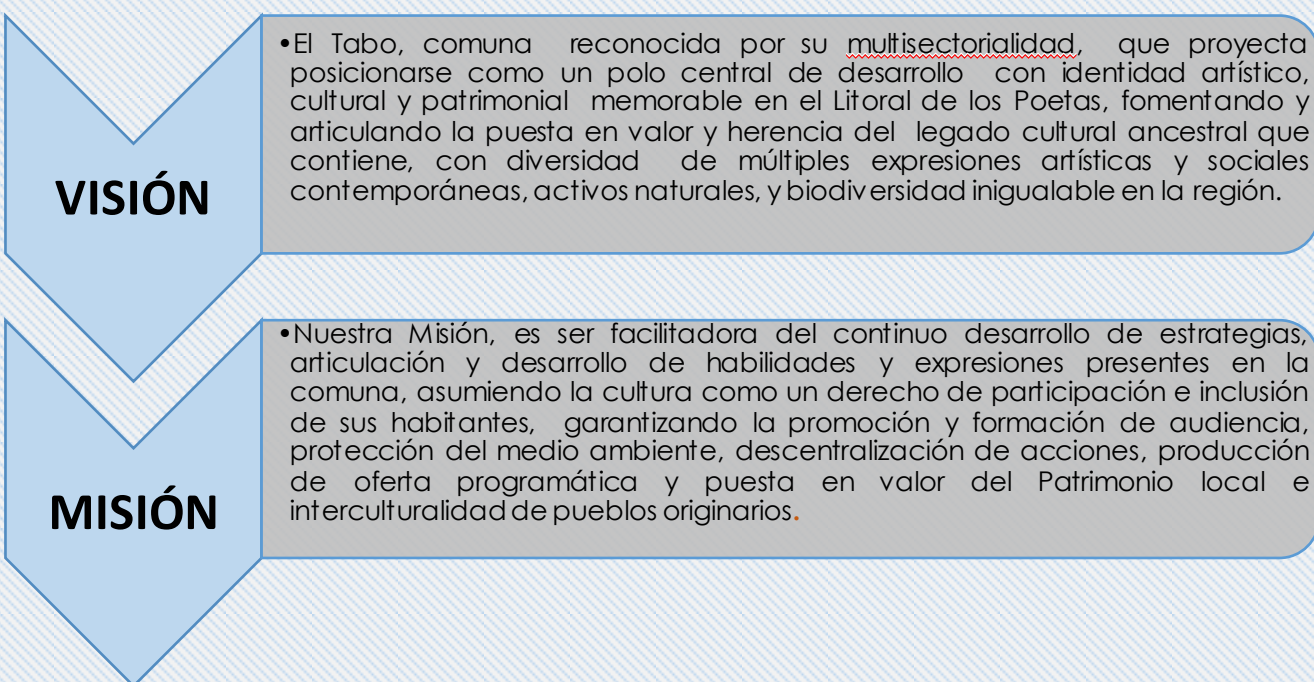 VISIÓN
•El Tabo, comuna reconocida por su multisectorialidad, que proyecta
posicionarse como un polo central de desarrollo con identidad artístico,
cultural y patrimonial memorable en el Litoral de los Poetas, fomentando y
articulando la puesta en valor y herencia del legado cultural ancestral que
contiene, con diversidad de múltiples expresiones artísticas y sociales
contemporáneas, activos naturales, y biodiversidad inigualable en la región.
MISIÓN
•Nuestra Misión, es ser facilitadora del continuo desarrollo de estrategias,
articulación y desarrollo de habilidades y expresiones presentes en la
comuna, asumiendo la cultura como un derecho de participación e inclusión
de sus habitantes, garantizando la promoción y formación de audiencia,
protección del medio ambiente, descentralización de acciones, producción
de oferta programática y puesta en valor del Patrimonio local e
interculturalidad de pueblos originarios.